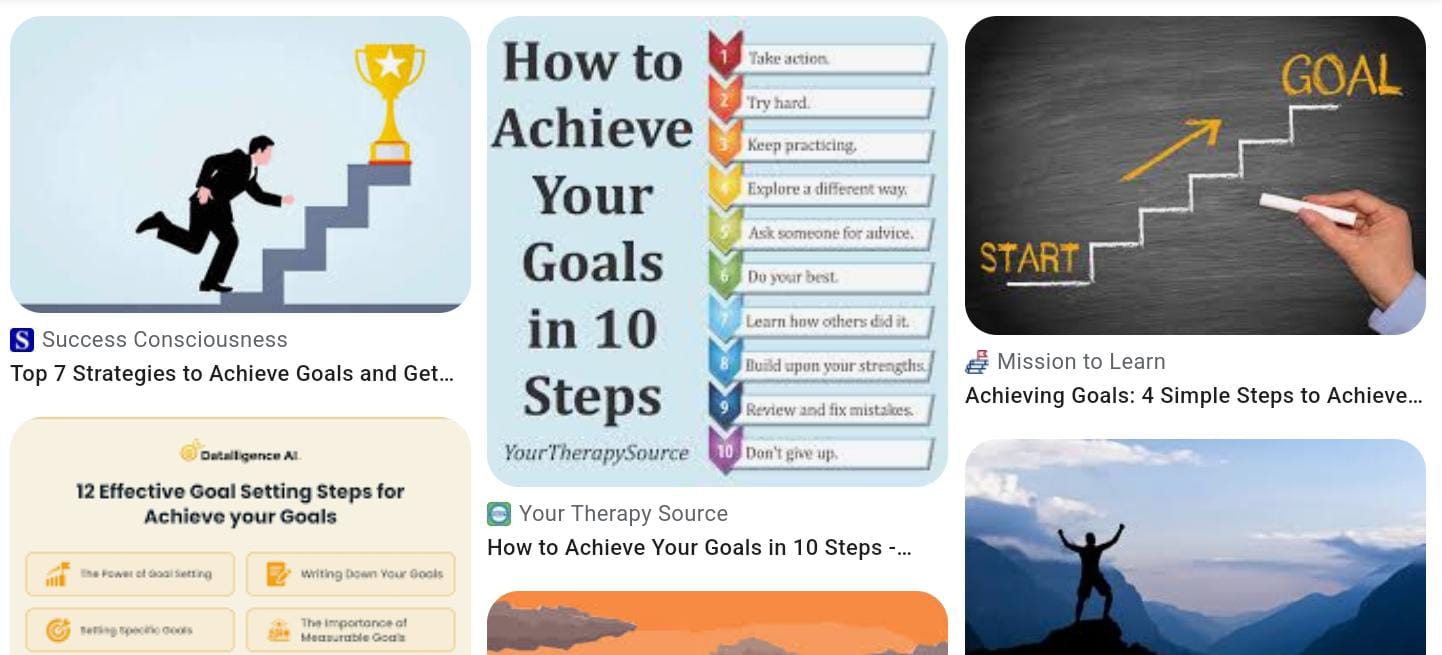 Success Consciousness
Top 7 Strategies to Achieve Goals and Get...
Datalligence AI.
12 Effective Goal Setting Steps for
Achieve your Goals
The Power of Goal Setting
Writing Down Your Goals
Setting Specific Goals
The Importance of
Measurable Goals
How to
Achieve
Your
Goals
in 10
Steps
YourTherapySource
1 Take action.
2 Try hard.
3 Keep practicing.
4 Explore a different way.
5 Ask someone for advice.
6 Do your best.
7 Learn how others did it.
8 Build upon your strengths.
9 Review and fix mistakes.
10 Don't give up.
Your Therapy Source
How to Achieve Your Goals in 10 Steps -...
GOAL
START
Mission to Learn
Achieving Goals: 4 Simple Steps to Achieve...